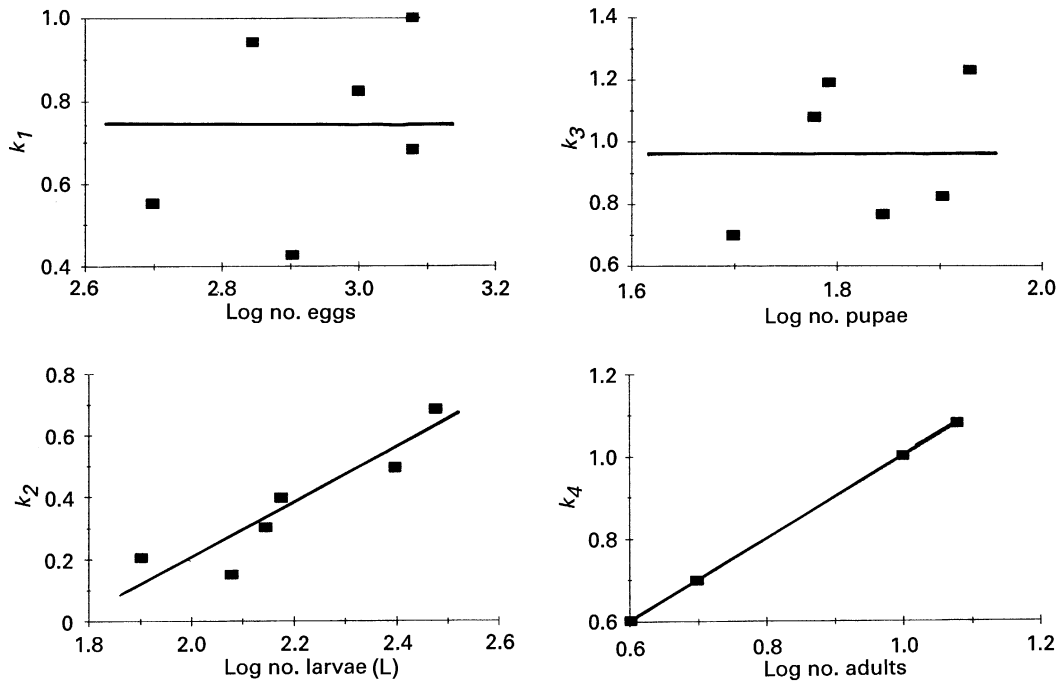 1.0
0.8
0.6
0.4
k1
2.6 2.8 3.0 3.2
Log no. eggs
1.4
1.2
1.0
0.8
0.6
k3
1.6 1.8 2.0
Log no. pupae
0.8
0.6
0.4
0.2
0
k2
1.8 2.0 2.2 2.4 2.6
Log no. larvae (L)
1.2
1.0
0.8
0.6
k4
0.6 0.8 1.0 1.2
Log no. adults